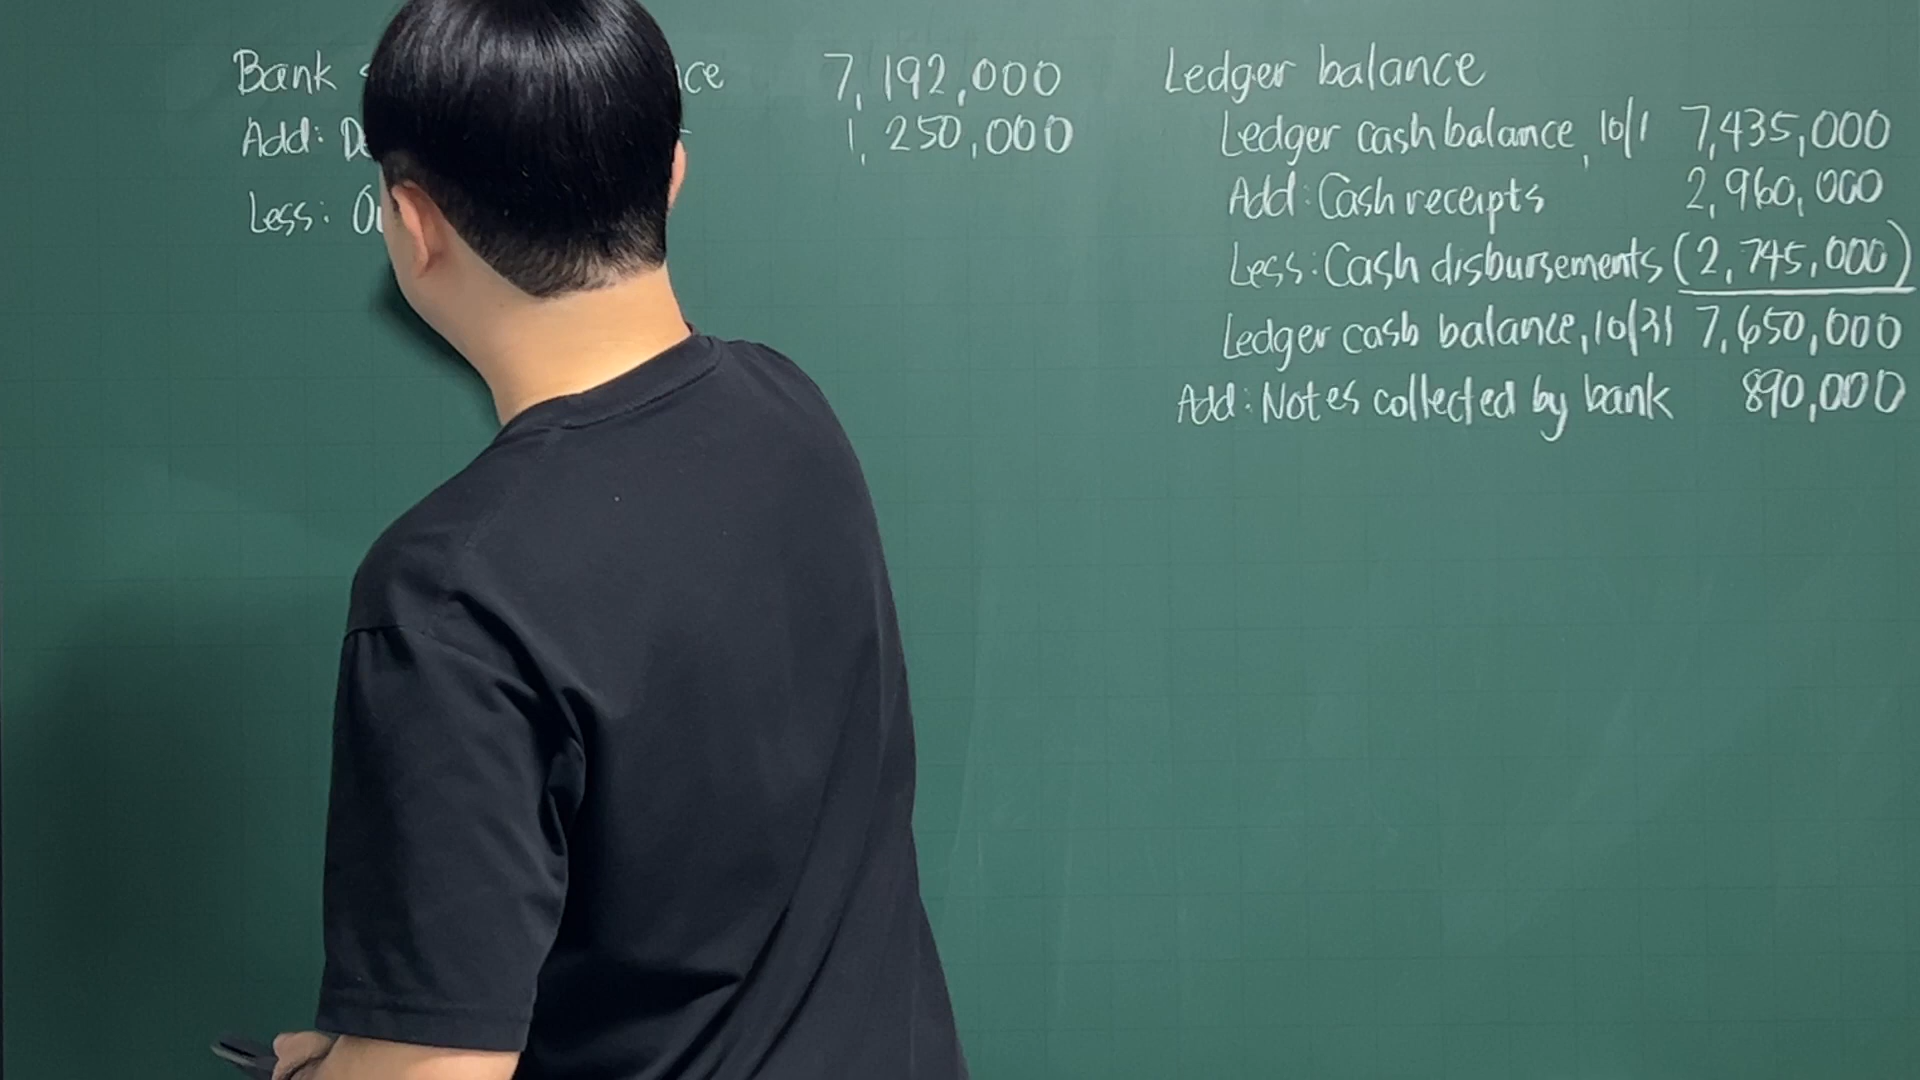 Bank 7,192,000
Add: 1,250,000
Less:
Ledger balance
Ledger cash balance, 10/1 7,435,000
Add: Cash receipts 2,960,000
Less: Cash disbursements (2,745,000)
Ledger cash balance, 10/31 7,650,000
Add: Notes collected by bank 890,000